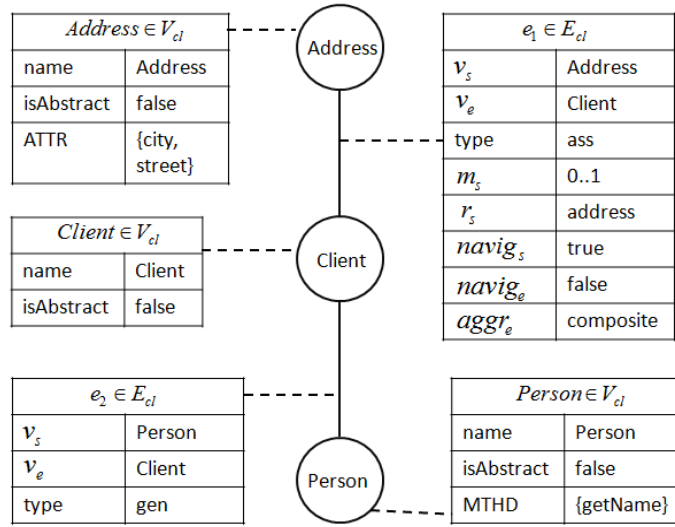 Address ∈ V_cl
name Address
isAbstract false
ATTR {city,
street}
Address
e_1 ∈ E_cl
v_s Address
v_e Client
type ass
m_s 0..1
r_s address
navig_s true
navig_e false
aggr_e composite
Client ∈ V_cl
name Client
isAbstract false
Client
e_2 ∈ E_cl
v_s Person
v_e Client
type gen
Person
Person ∈ V_cl
name Person
isAbstract false
MTHD {getName}